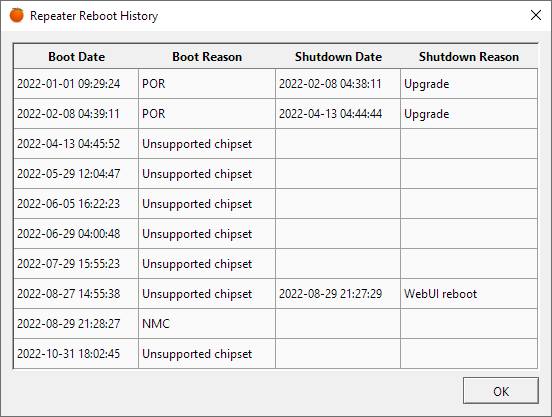 Repeater Reboot History
Boot Date Boot Reason Shutdown Date Shutdown Reason
2022-01-01 09:29:24 POR 2022-02-08 04:38:11 Upgrade
2022-02-08 04:39:11 POR 2022-04-13 04:44:44 Upgrade
2022-04-13 04:45:52 Unsupported chipset
2022-05-29 12:04:47 Unsupported chipset
2022-06-05 16:22:23 Unsupported chipset
2022-06-29 04:00:48 Unsupported chipset
2022-07-29 15:55:23 Unsupported chipset
2022-08-27 14:55:38 Unsupported chipset 2022-08-29 21:27:29 WebUI reboot
2022-08-29 21:28:27 NMC
2022-10-31 18:02:45 Unsupported chipset
OK